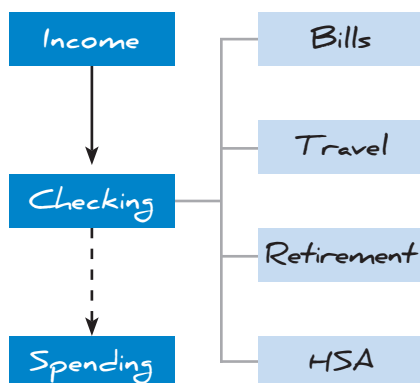 Income
Checking
Spending
Bills
Travel
Retirement
HSA